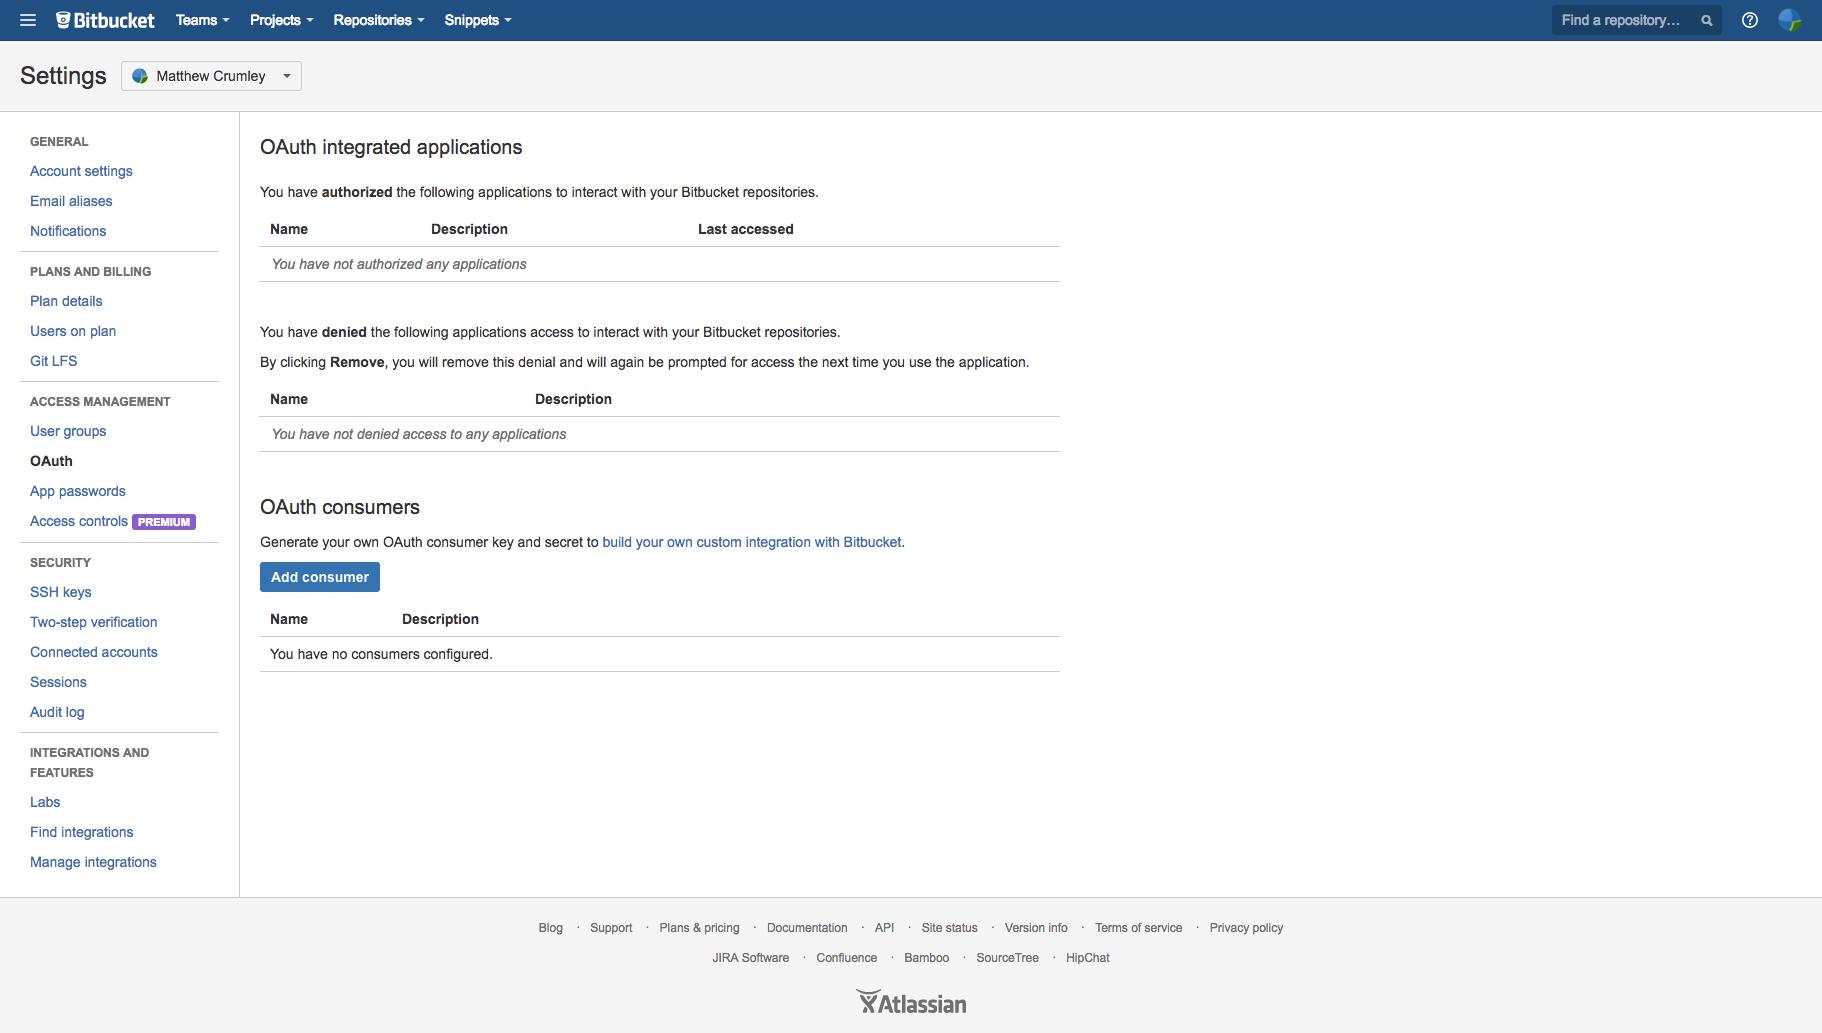 Bitbucket Teams Projects Repositories Snippets Find a repository...
Settings Matthew Crumley
GENERAL
Account settings
Email aliases
Notifications
PLANS AND BILLING
Plan details
Users on plan
Git LFS
ACCESS MANAGEMENT
User groups
OAuth
App passwords
Access controls PREMIUM
SECURITY
SSH keys
Two-step verification
Connected accounts
Sessions
Audit log
INTEGRATIONS AND
FEATURES
Labs
Find integrations
Manage integrations
OAuth integrated applications
You have authorized the following applications to interact with your Bitbucket repositories.
Name Description Last accessed
You have not authorized any applications
You have denied the following applications access to interact with your Bitbucket repositories.
By clicking Remove, you will remove this denial and will again be prompted for access the next time you use the application.
Name Description
You have not denied access to any applications
OAuth consumers
Generate your own OAuth consumer key and secret to build your own custom integration with Bitbucket.
Add consumer
Name Description
You have no consumers configured.
Blog · Support · Plans & pricing · Documentation · API · Site status · Version info · Terms of service · Privacy policy
JIRA Software · Confluence · Bamboo · SourceTree · HipChat
Atlassian